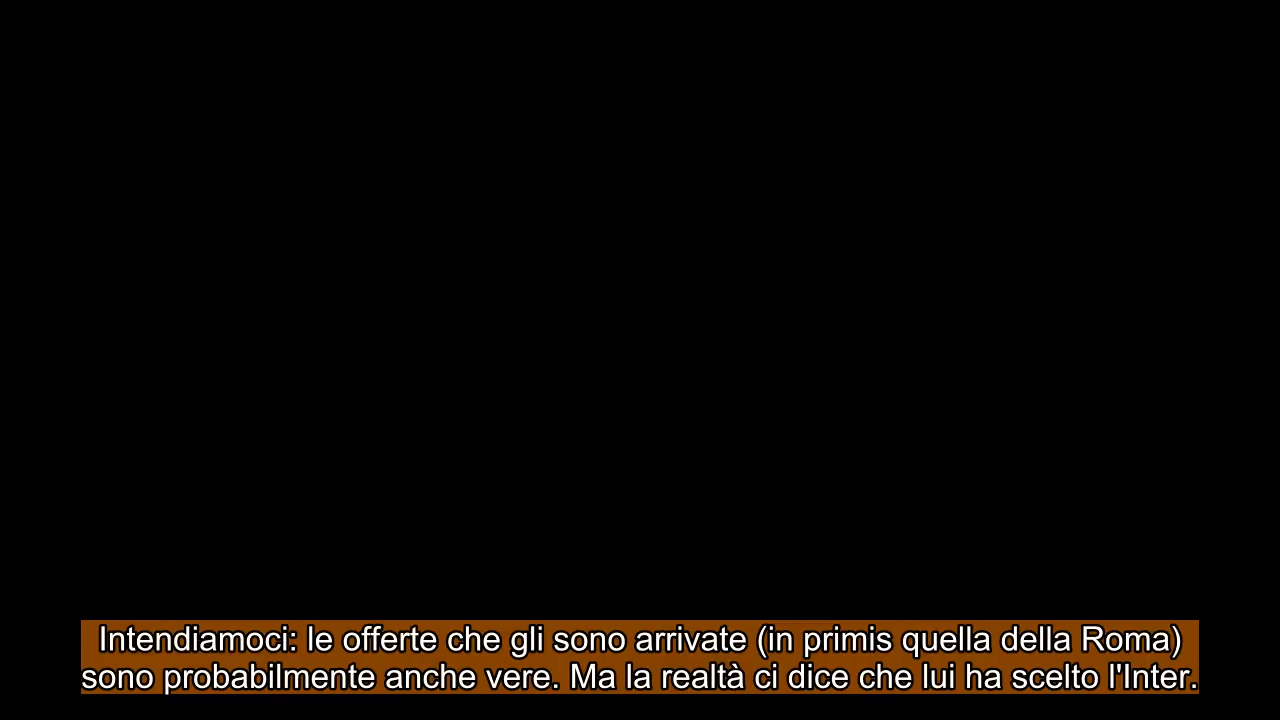 Intendiamoci: le offerte che gli sono arrivate (in primis quella della Roma)
sono probabilmente anche vere. Ma la realtà ci dice che lui ha scelto l'Inter.